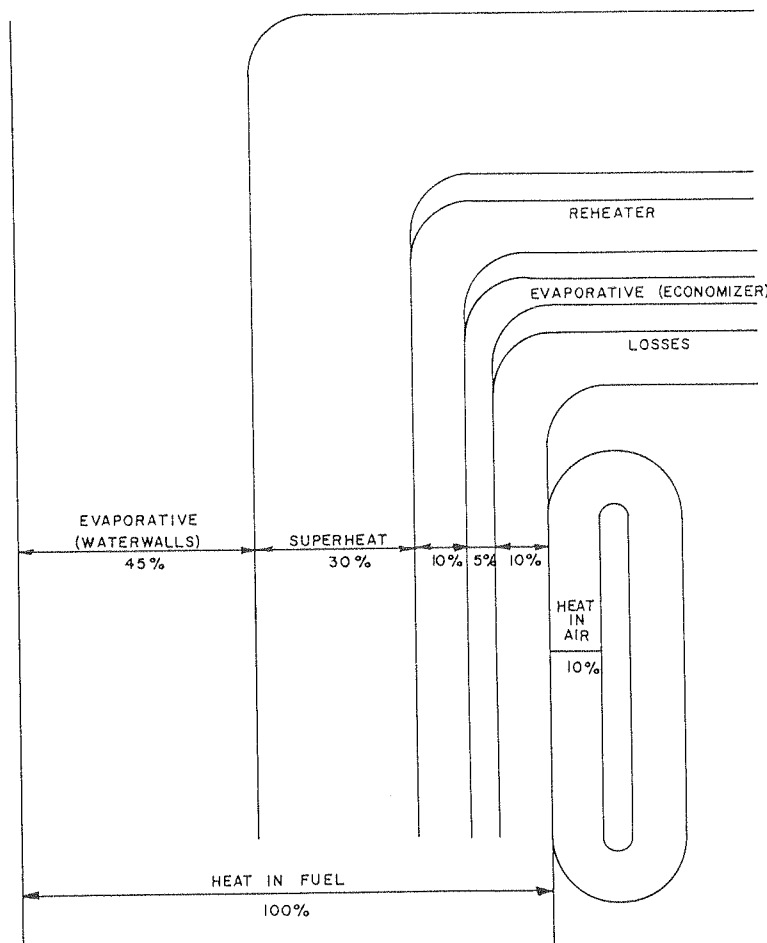 REHEATER
EVAPORATIVE (ECONOMIZER)
LOSSES
EVAPORATIVE
(WATERWALLS)
45%
SUPERHEAT
30%
10%
5%
10%
HEAT
IN
AIR
10%
HEAT IN FUEL
100%